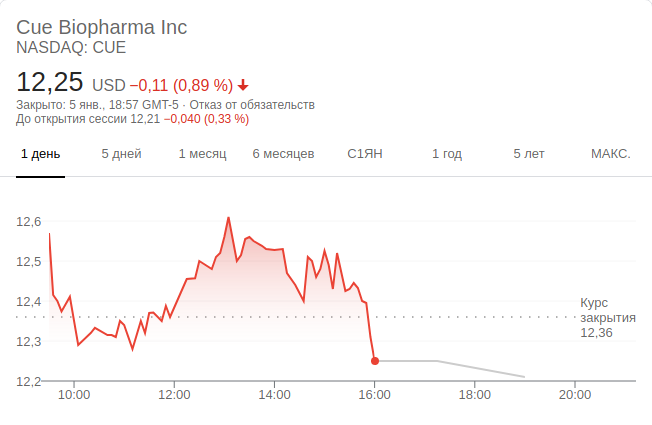 Cue Biopharma Inc
NASDAQ: CUE
12,25 USD −0,11 (0,89 %)
Закрыто: 5 янв., 18:57 GMT-5 · Отказ от обязательств
До открытия сессии 12,21 −0,040 (0,33 %)
1 день 5 дней 1 месяц 6 месяцев С1ЯН 1 год 5 лет МАКС.
12,6
12,5
12,4
12,3
12,2
Курс
закрытия
12,36
10:00 12:00 14:00 16:00 18:00 20:00